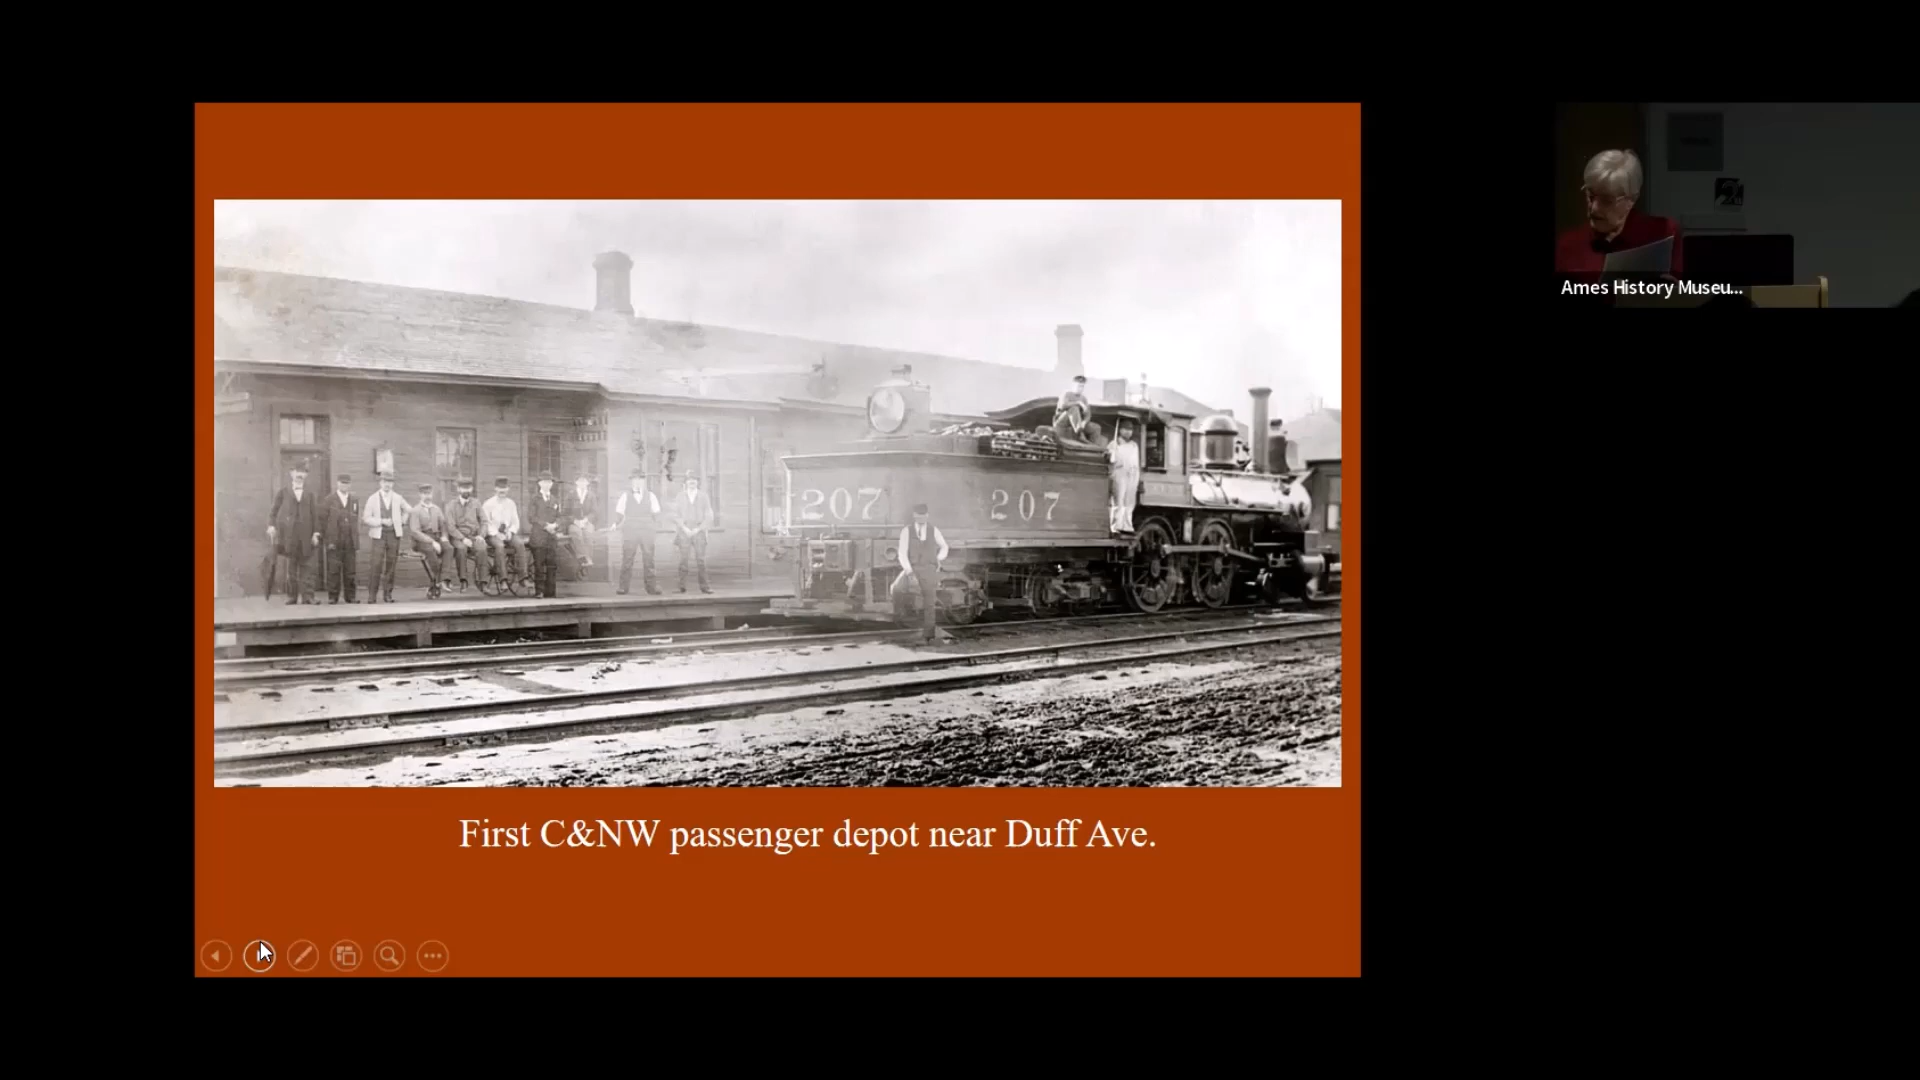 207
207
First C&NW passenger depot near Duff Ave.
Ames History Museu...